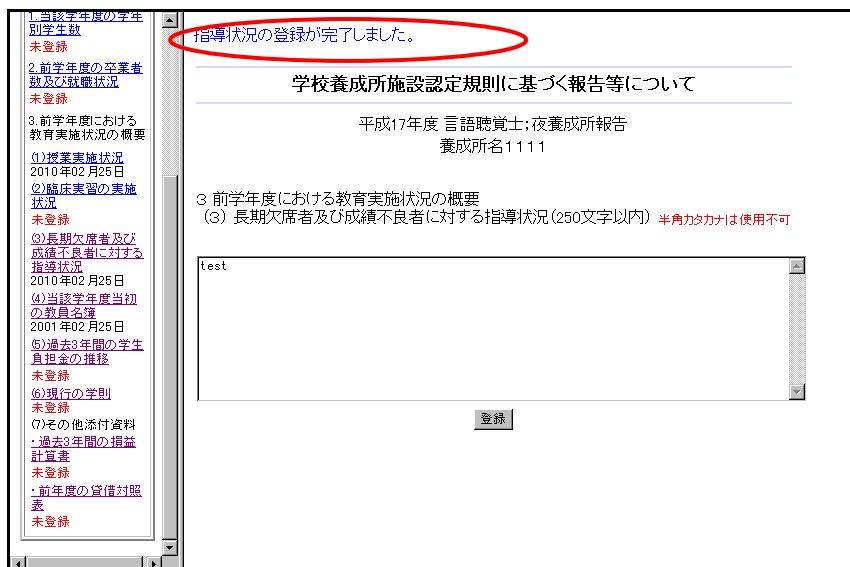 1.当該学年度の学年
別学生数
未登録
2.前学年度の卒業者
数及び就職状況
未登録
3.前学年度における
教育実施状況の概要
(1)授業実施状況
2010年02月25日
(2)臨床実習の実施
状況
未登録
(3)長期欠席者及び
成績不良者に対する
指導状況
2010年02月25日
(4)当該学年度当初
の教員名簿
2001年02月25日
(5)過去3年間の学生
負担金の推移
未登録
(6)現行の学則
未登録
(7)その他添付資料
・過去3年間の損益
計算書
未登録
・前年度の貸借対照
表
未登録
指導状況の登録が完了しました。
学校養成所施設認定規則に基づく報告等について
平成17年度 言語聴覚士;夜養成所報告
養成所名1111
3 前学年度における教育実施状況の概要
(3) 長期欠席者及び成績不良者に対する指導状況(250文字以内) 半角カタカナは使用不可
test
登録